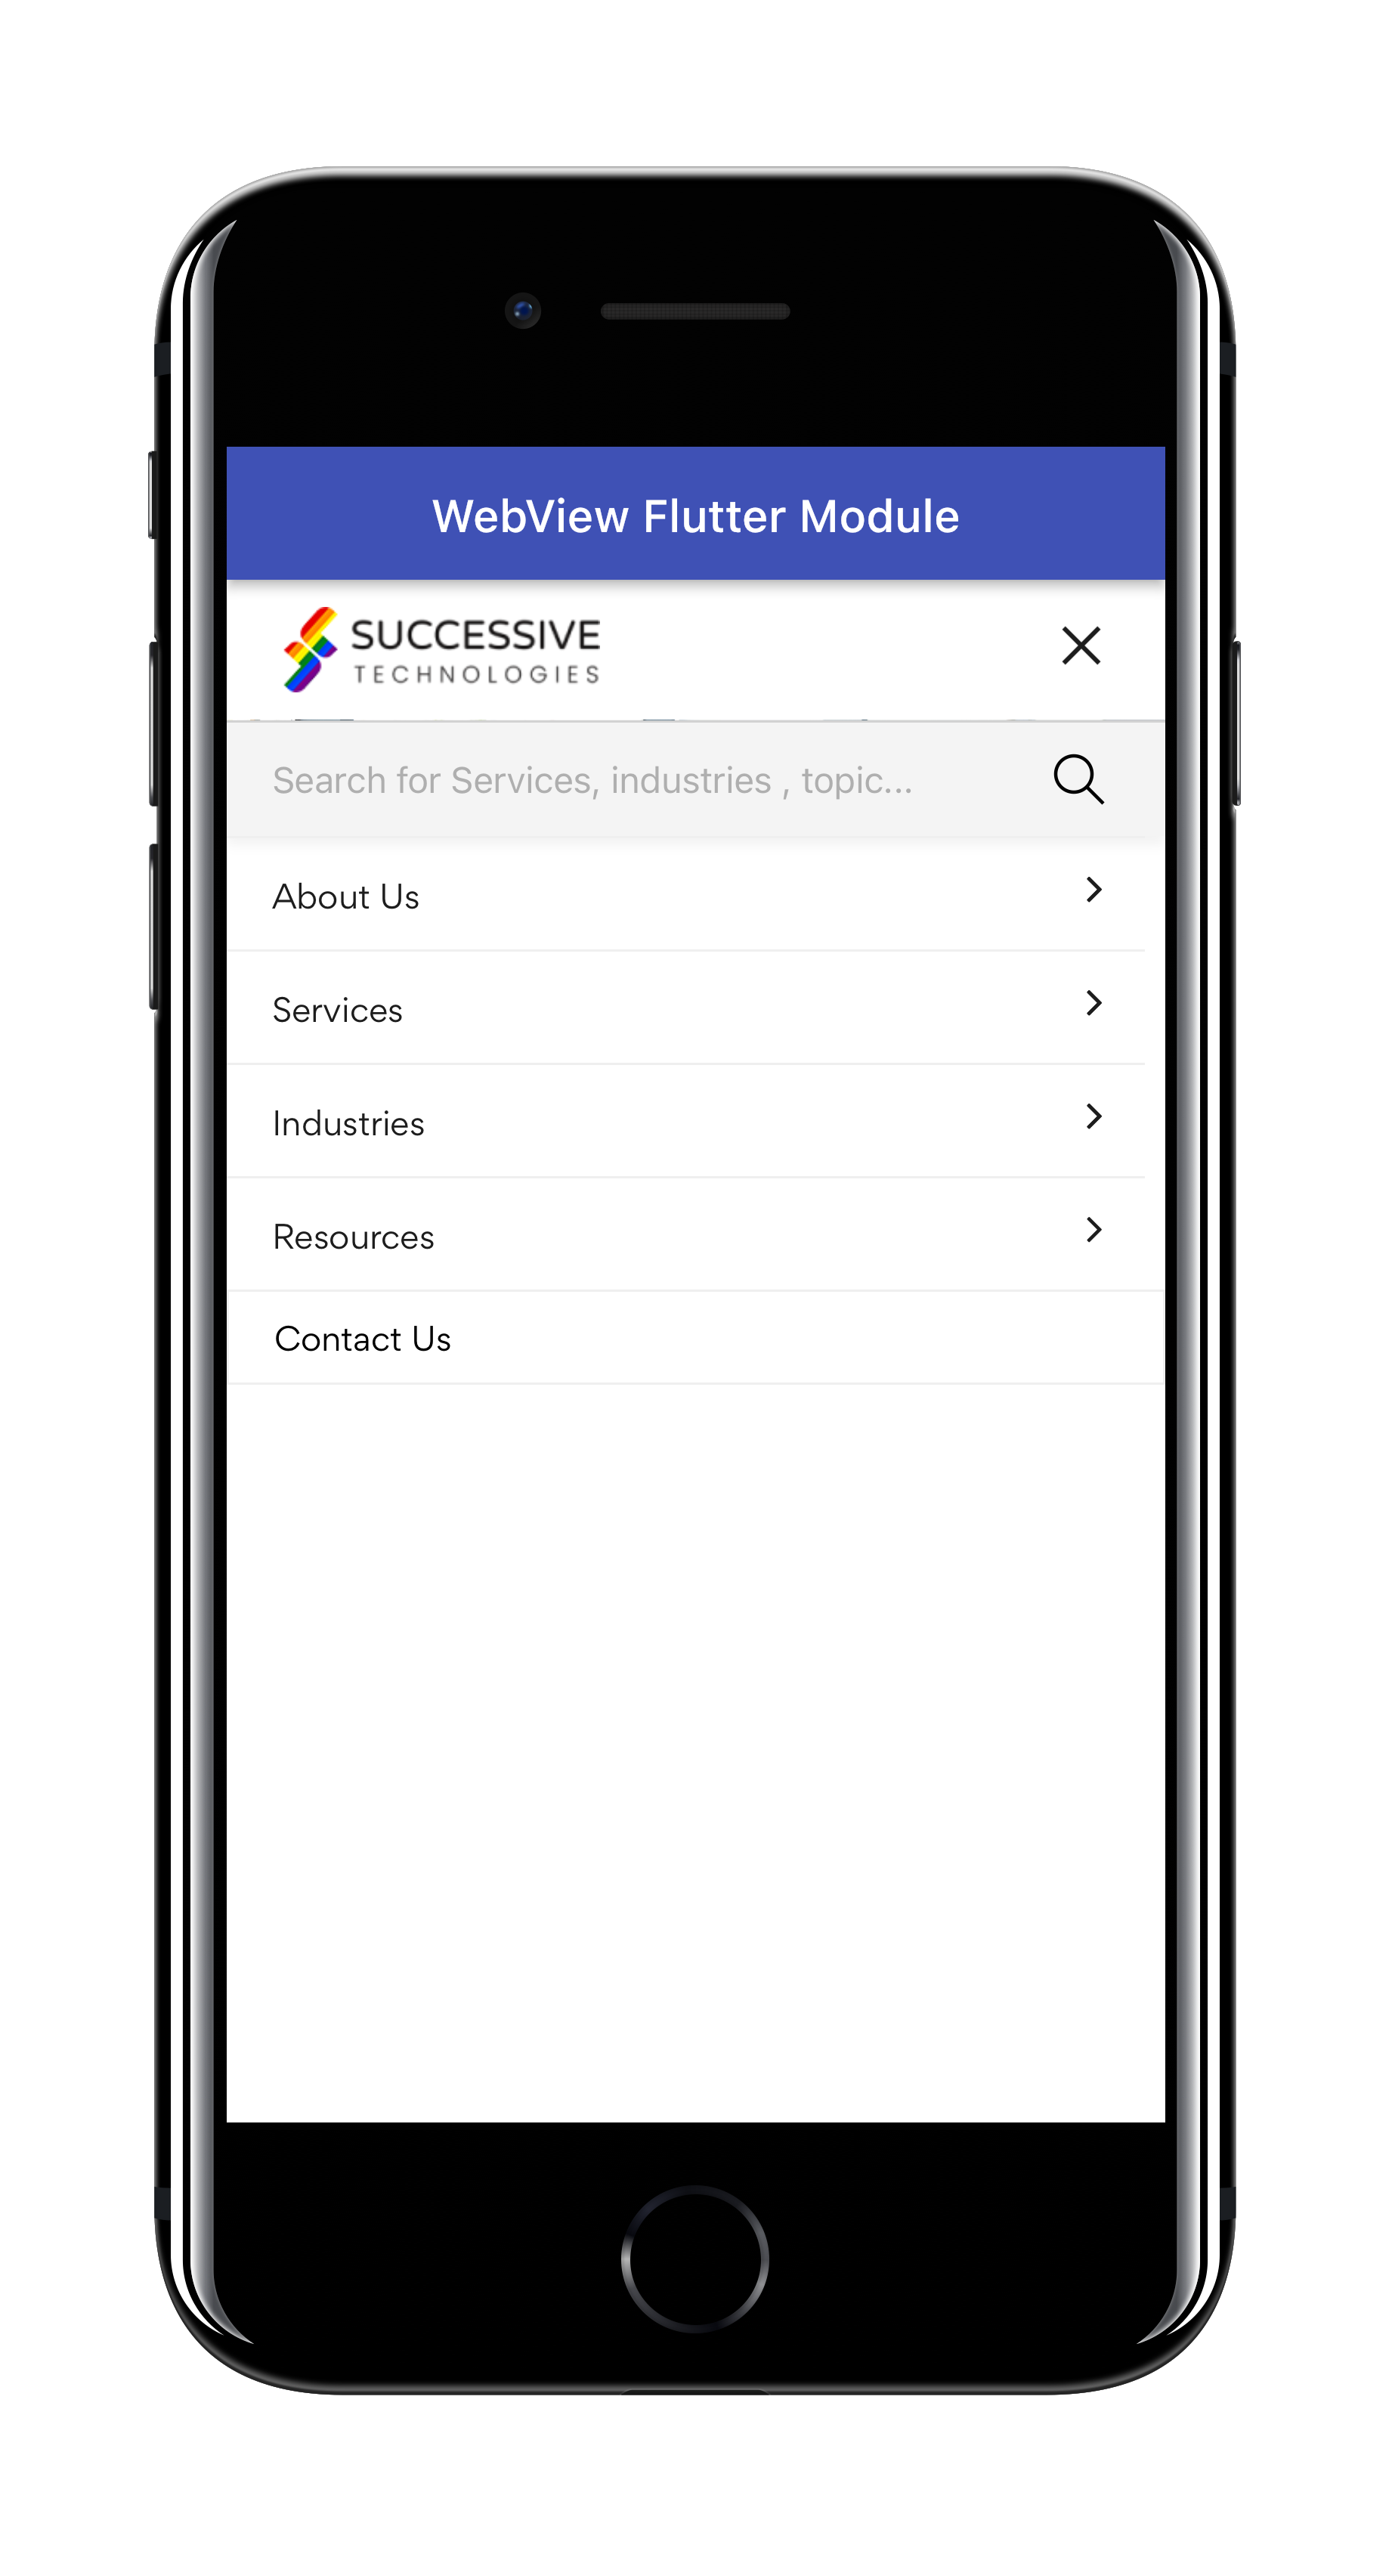 WebView Flutter Module
SUCCESSIVE
TECHNOLOGIES
Search for Services, industries , topic...
About Us
Services
Industries
Resources
Contact Us